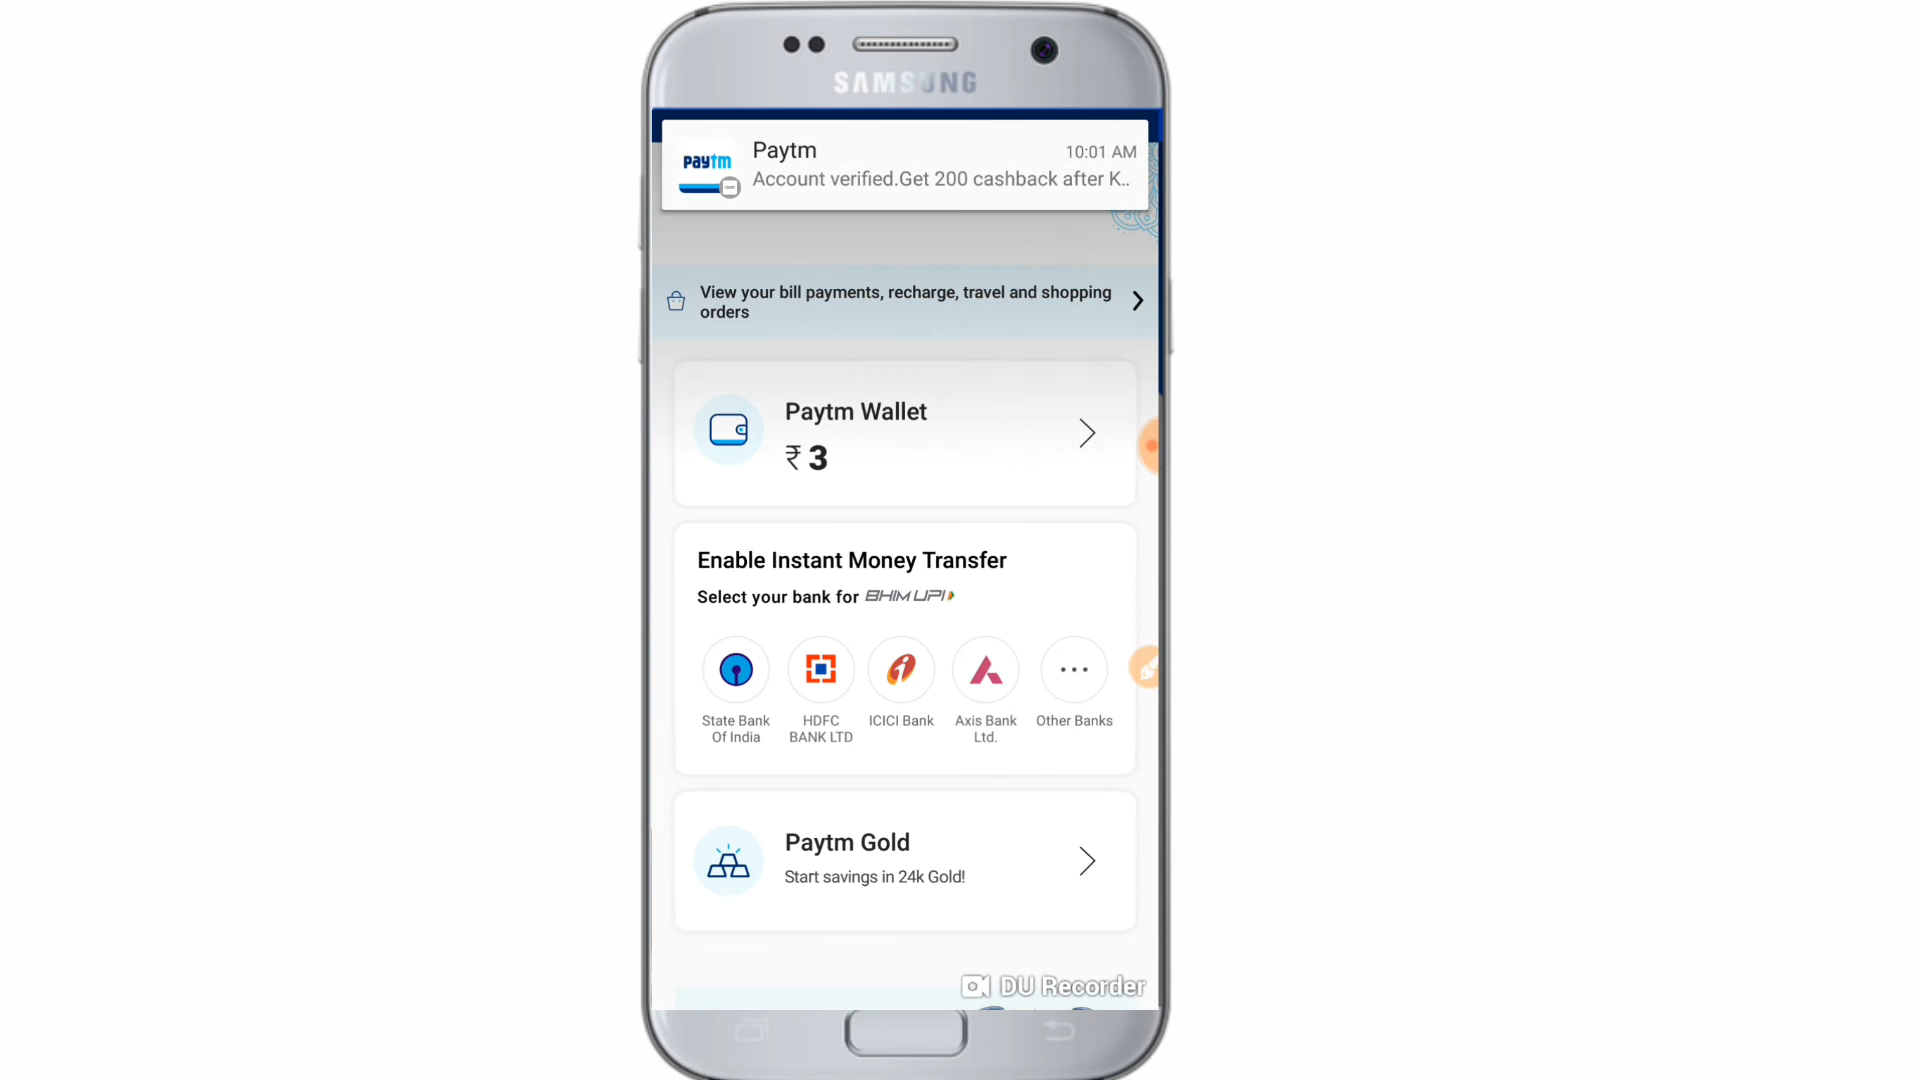 SAMSUNG
paytm
Paytm
10:01 AM
Account verified.Get 200 cashback after K..
View your bill payments, recharge, travel and shopping
orders
Paytm Wallet
₹ 3
Enable Instant Money Transfer
Select your bank for BHIM UPI
State Bank
Of India
HDFC
BANK LTD
ICICI Bank
Axis Bank
Ltd.
Other Banks
Paytm Gold
Start savings in 24k Gold!
DU Recorder